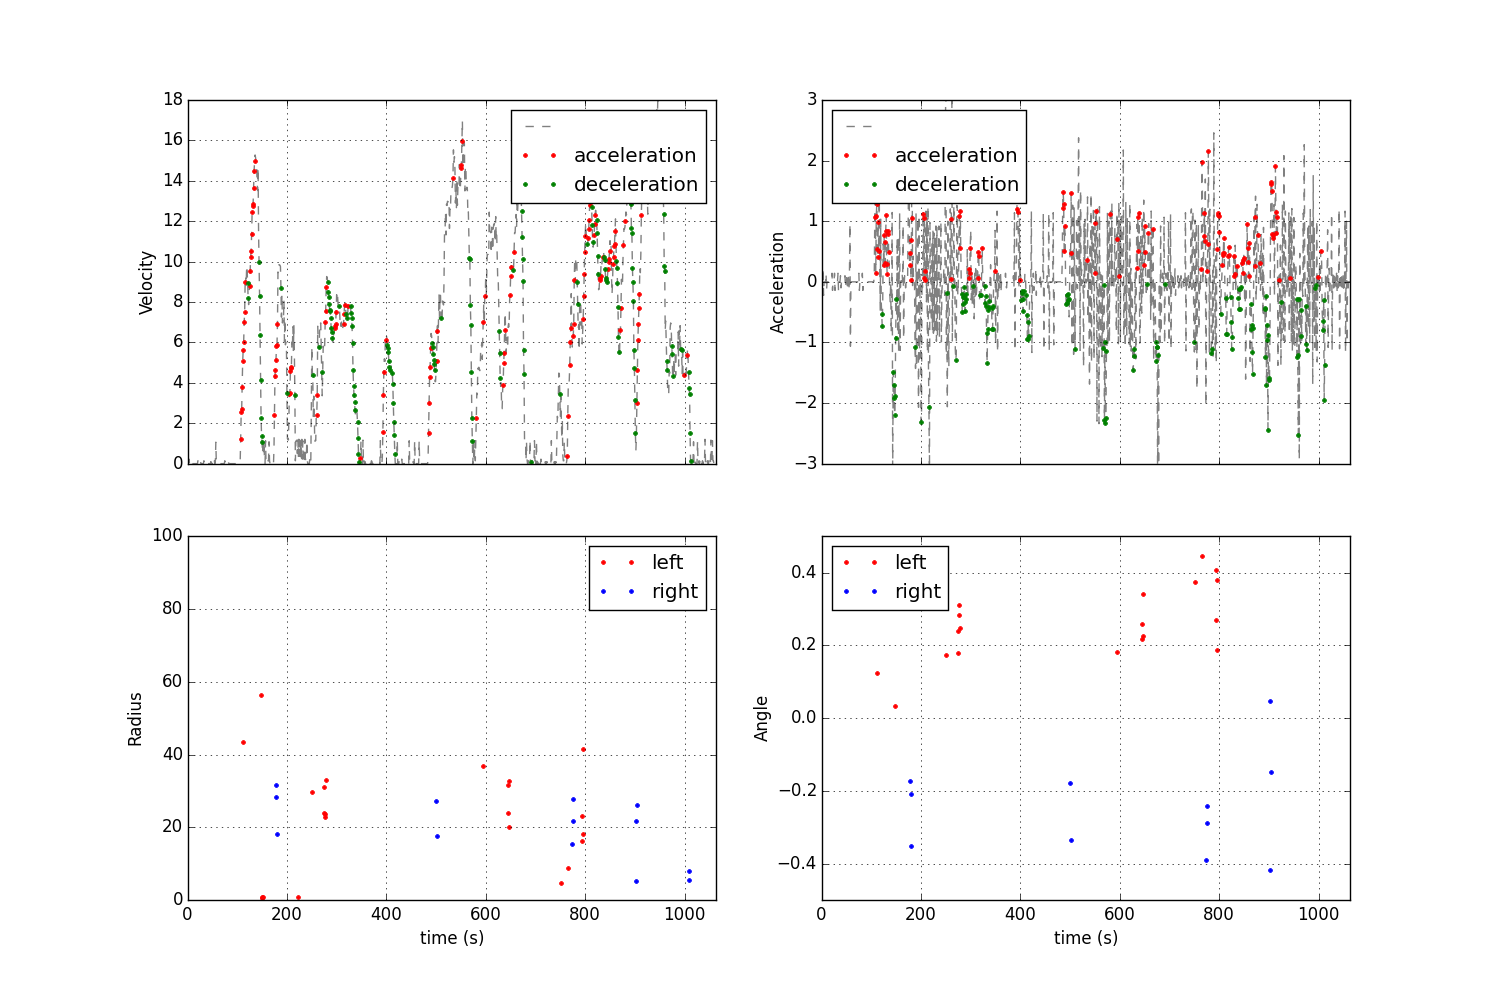 18
16
14
12
10
8
6
4
2
0
Velocity
acceleration
deceleration
3
2
1
0
−1
−2
−3
Acceleration
acceleration
deceleration
100
80
60
40
20
0
Radius
left
right
0 200 400 600 800 1000
time (s)
0.4
0.2
0.0
−0.2
−0.4
Angle
left
right
0 200 400 600 800 1000
time (s)